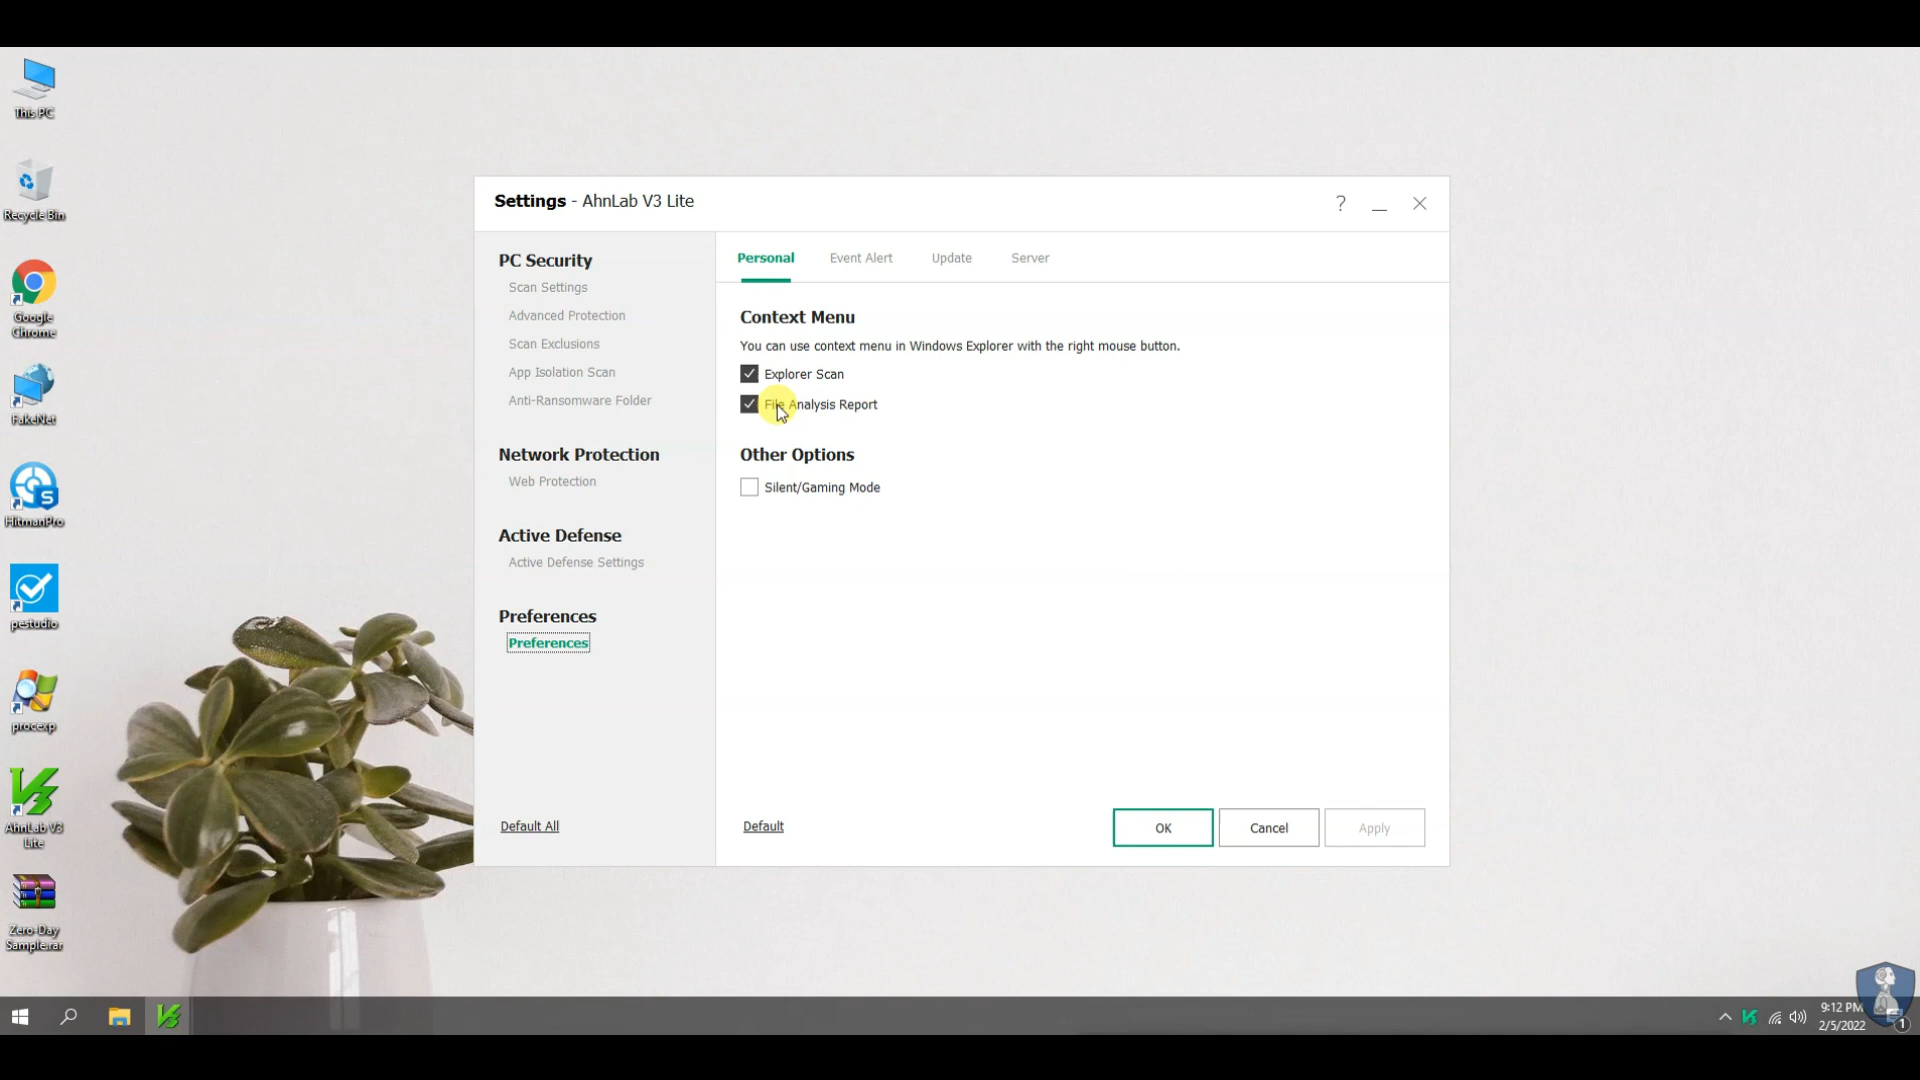 This PC
Recycle Bin
Google
Chrome
FakeNet
HitmanPro
pestudio
procexp
AhnLab V3
Lite
Zero-Day
Sample.rar
Settings - AhnLab V3 Lite
?
PC Security
Scan Settings
Advanced Protection
Scan Exclusions
App Isolation Scan
Anti-Ransomware Folder
Network Protection
Web Protection
Active Defense
Active Defense Settings
Preferences
Preferences
Default All
Personal Event Alert Update Server
Context Menu
You can use context menu in Windows Explorer with the right mouse button.
Explorer Scan
File Analysis Report
Other Options
Silent/Gaming Mode
Default
OK Cancel Apply
9:12 PM
2/5/2022
1